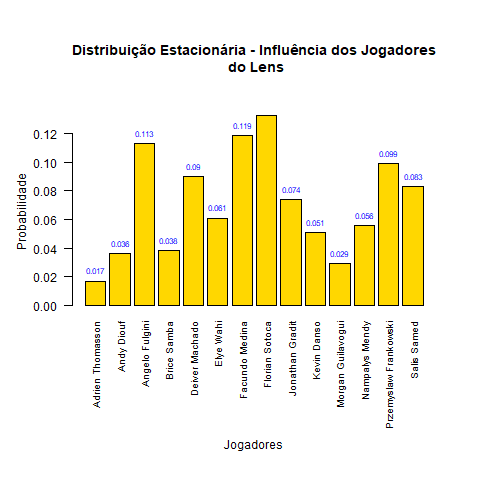 Distribuição Estacionária - Influência dos Jogadores
do Lens
Probabilidade
0.12
0.10
0.08
0.06
0.04
0.02
0.00
0.017
0.036
0.113
0.038
0.09
0.061
0.119
0.074
0.051
0.029
0.056
0.099
0.083
Adrien Thomasson
Andy Diouf
Angelo Fulgini
Brice Samba
Deiver Machado
Elye Wahi
Facundo Medina
Florian Sotoca
Jonathan Gradit
Kevin Danso
Morgan Guilavogui
Nampalys Mendy
Przemyslaw Frankowski
Salis Samed
Jogadores